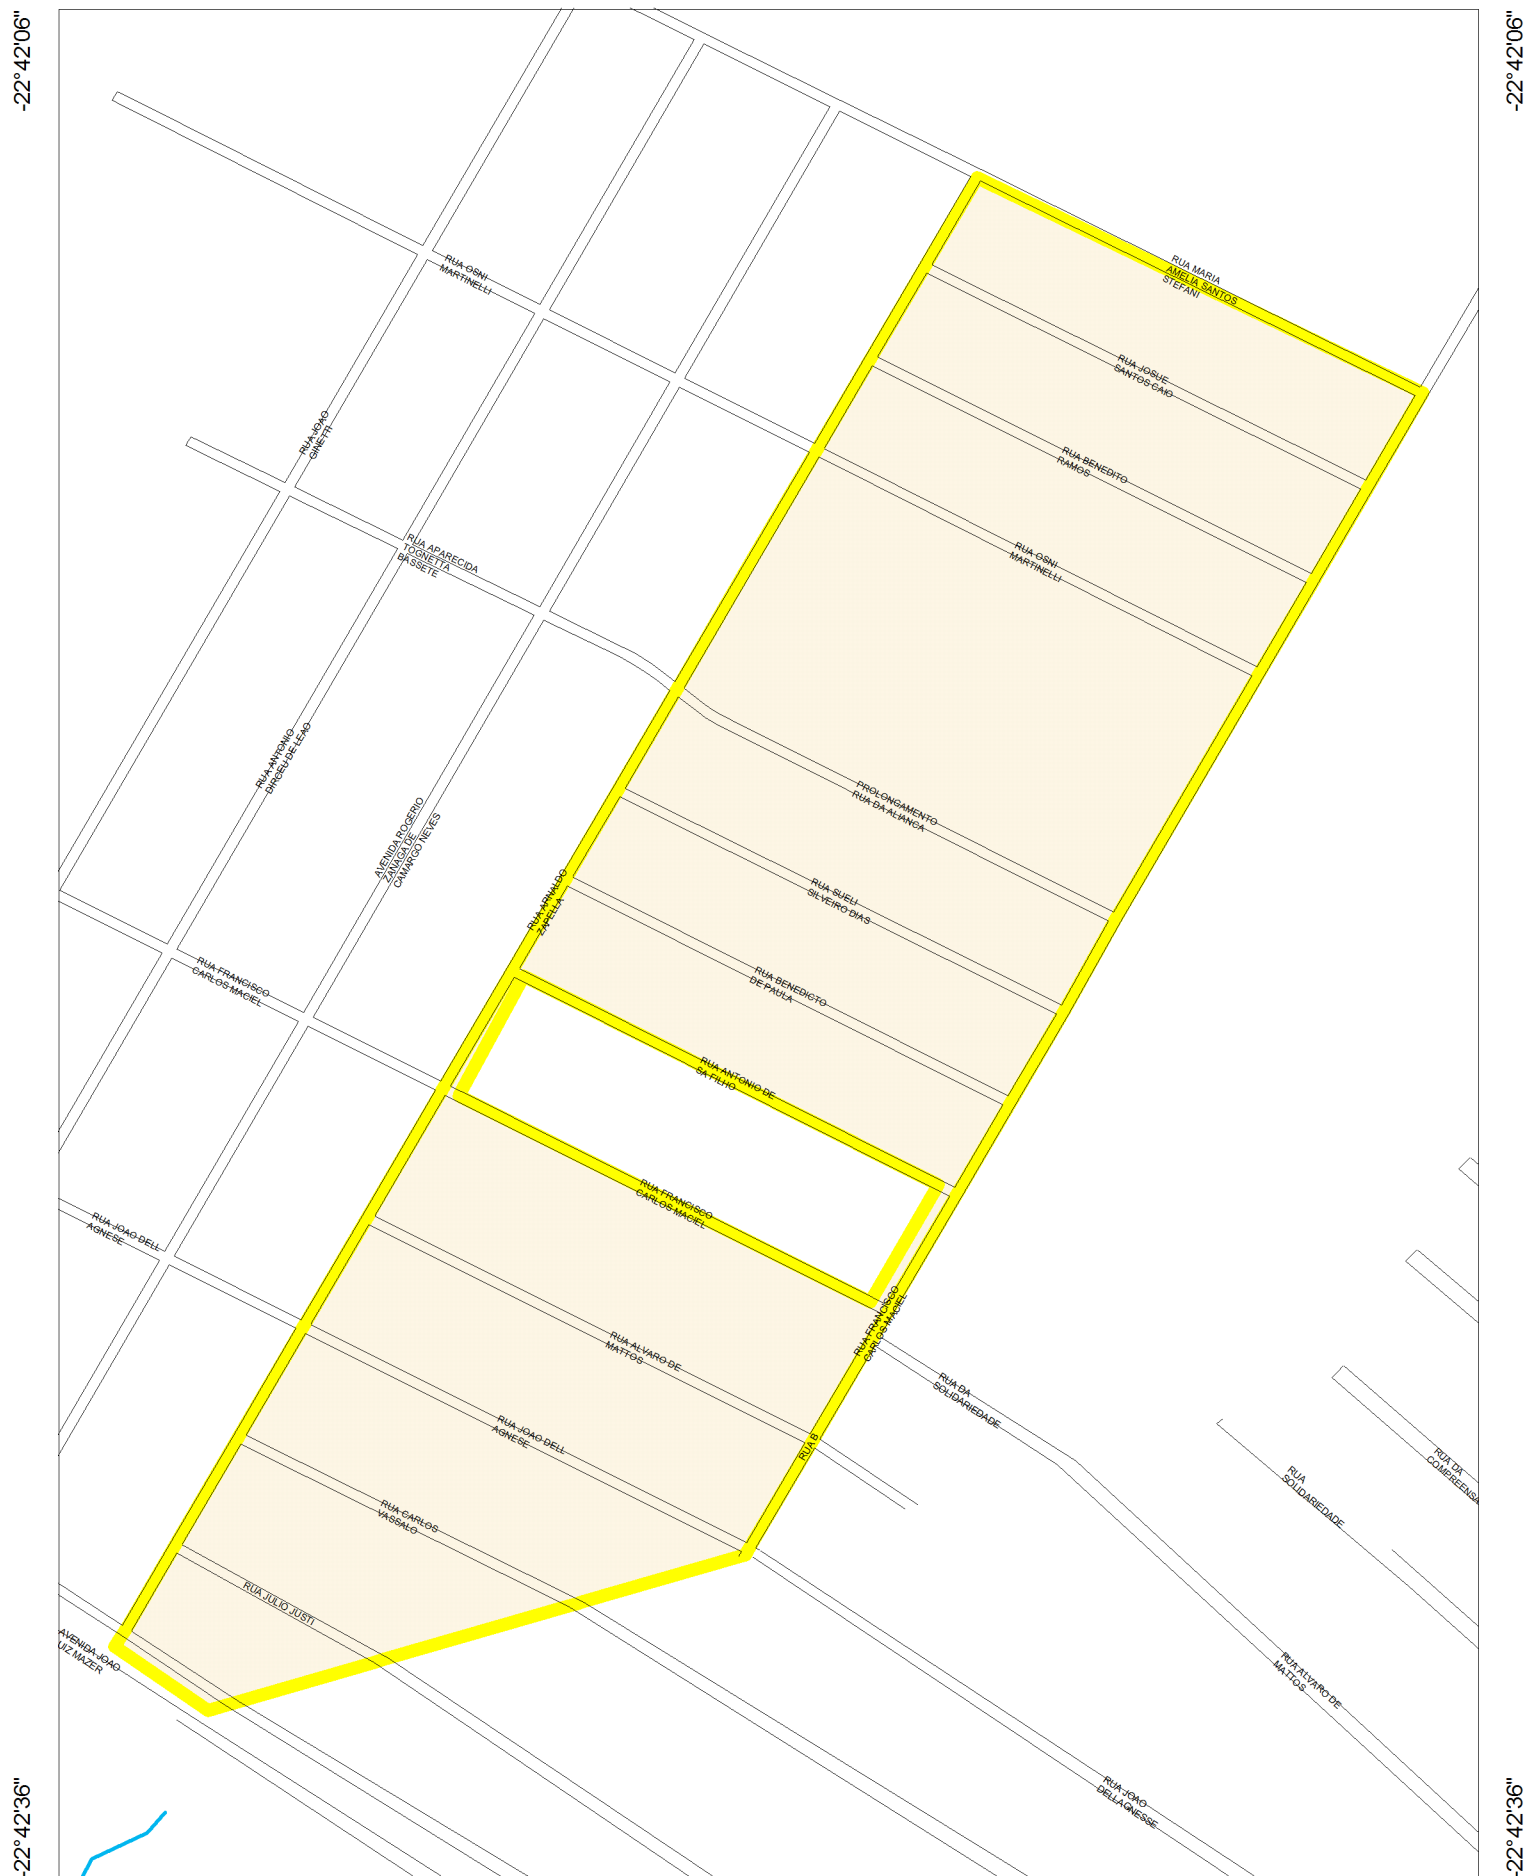 -22°42'06"
-22°42'06"
RUA OSNI
MARTINELLI
RUA MARIA
AMELIA SANTOS
STEFANI
RUA JOSUE
SANTOS CAIO
RUA JOAO
GINETTI
RUA BENEDITO
RAMOS
RUA OSNI
MARTINELLI
RUA APARECIDA
TOGNETTA
BASSETE
RUA ANTONIO
DIRCEU DE LEAO
AVENIDA ROGERIO
ZANAGA DE
CAMARGO NEVES
PROLONGAMENTO
RUA DA ALIANCA
RUA ARNALDO
ZAPELLA
RUA SUELI
SILVEIRO DIAS
RUA FRANCISCO
CARLOS MACIEL
RUA BENEDICTO
DE PAULA
RUA ANTONIO DE
SA FILHO
RUA FRANCISCO
CARLOS MACIEL
RUA JOAO DELL
AGNESE
RUA FRANCISCO
CARLOS MACIEL
RUA ALVARO DE
MATTOS
RUA DA
SOLIDARIEDADE
RUA JOAO DELL
AGNESE
RUA B
RUA DA
COMPREENSA
RUA
SOLIDARIEDADE
RUA CARLOS
VASSALO
RUA JULIO JUSTI
AVENIDA JOAO
UIZ MAZER
RUA ALVARO DE
MATTOS
RUA JOAO
DELLAGNESSE
-22°42'36"
-22°42'36"